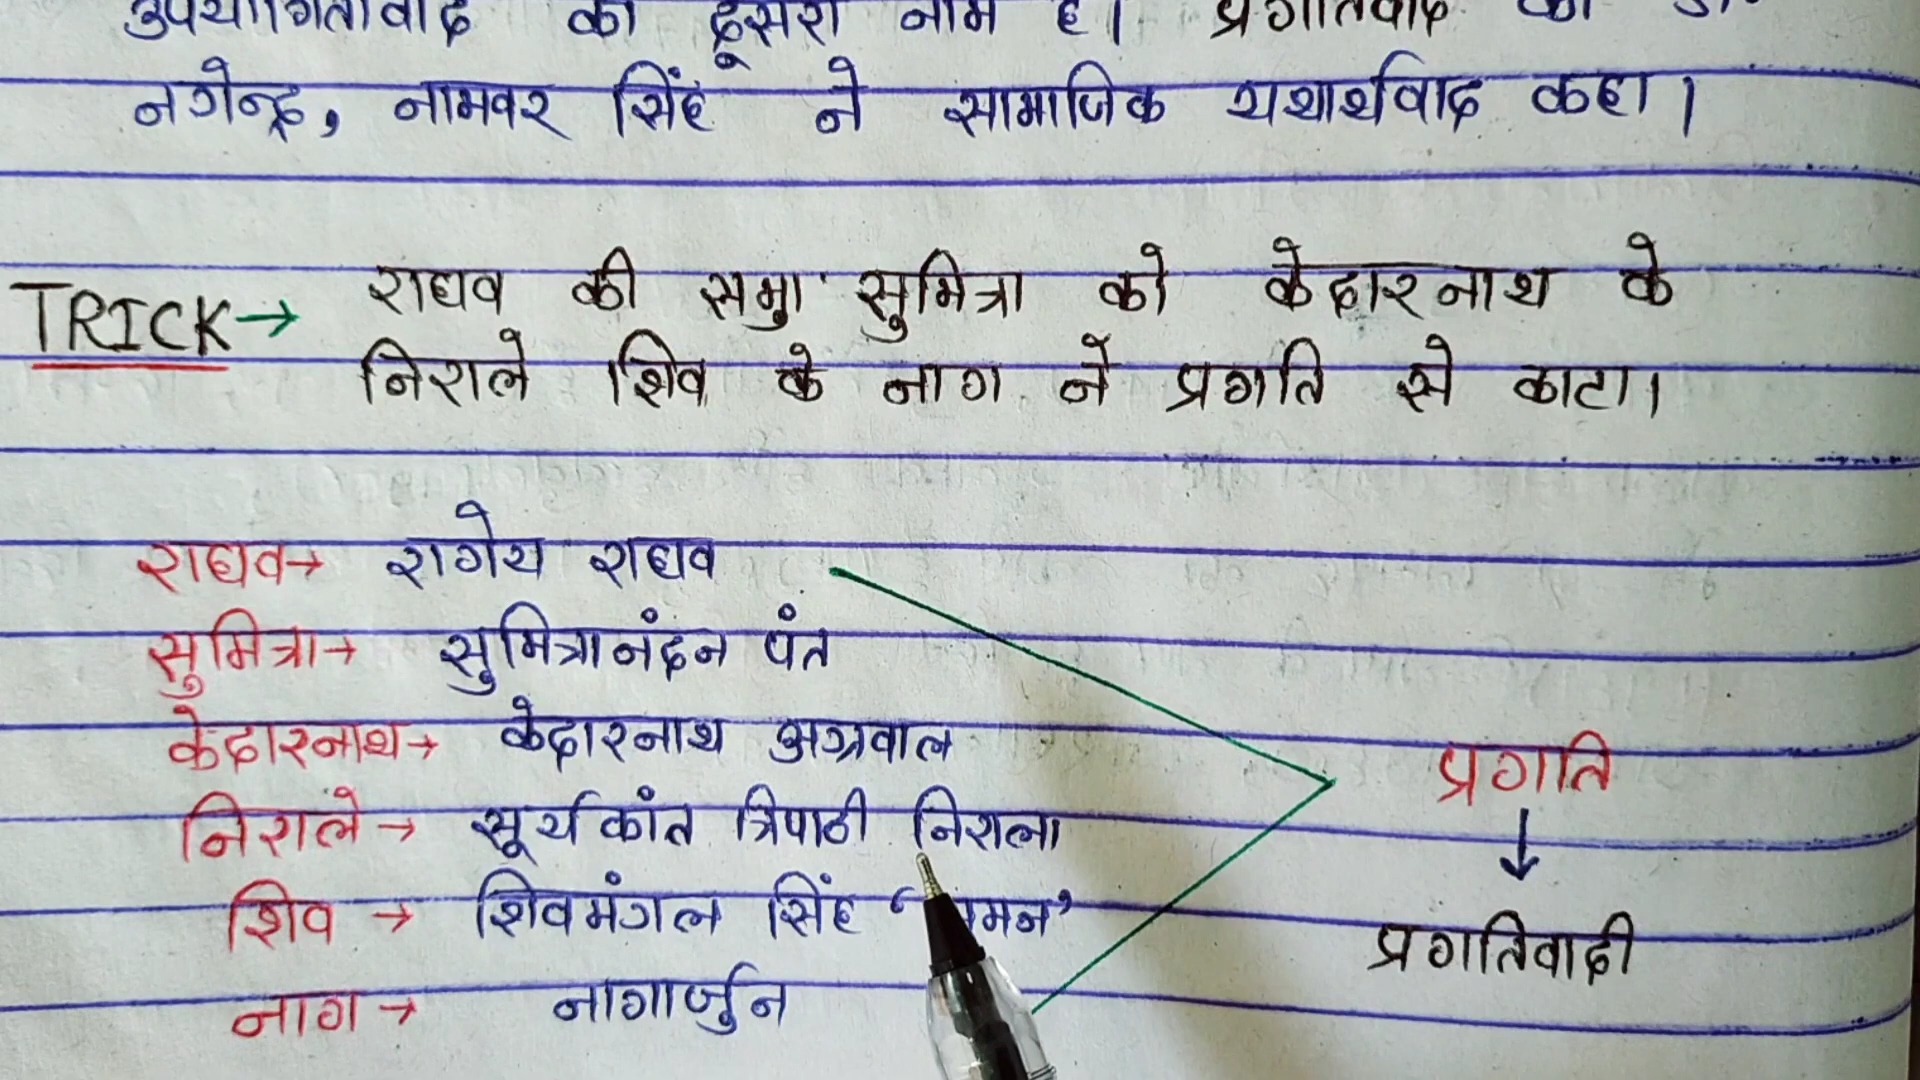 उपयोगितावाद का दूसरा नाम है। प्रगतिवाद को डॉ.
नगेन्द्र, नामवर सिंह ने सामाजिक यथार्थवाद कहा।
TRICK→ राघव की सुमित्रा को केदारनाथ के
निराले शिव के नाग ने प्रगति से काटा।
राघव→ रागेय राघव
सुमित्रा→ सुमित्रानंदन पंत
केदारनाथ→ केदारनाथ अग्रवाल
निराले→ सूर्यकांत त्रिपाठी निराला
शिव→ शिवमंगल सिंह
नाग→ नागार्जुन
प्रगति
↓
प्रगतिवादी